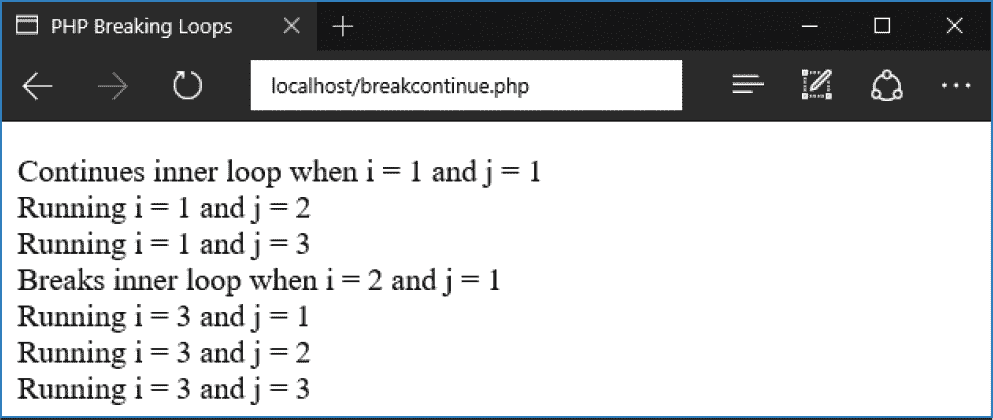 PHP Breaking Loops
localhost/breakcontinue.php
Continues inner loop when i = 1 and j = 1
Running i = 1 and j = 2
Running i = 1 and j = 3
Breaks inner loop when i = 2 and j = 1
Running i = 3 and j = 1
Running i = 3 and j = 2
Running i = 3 and j = 3